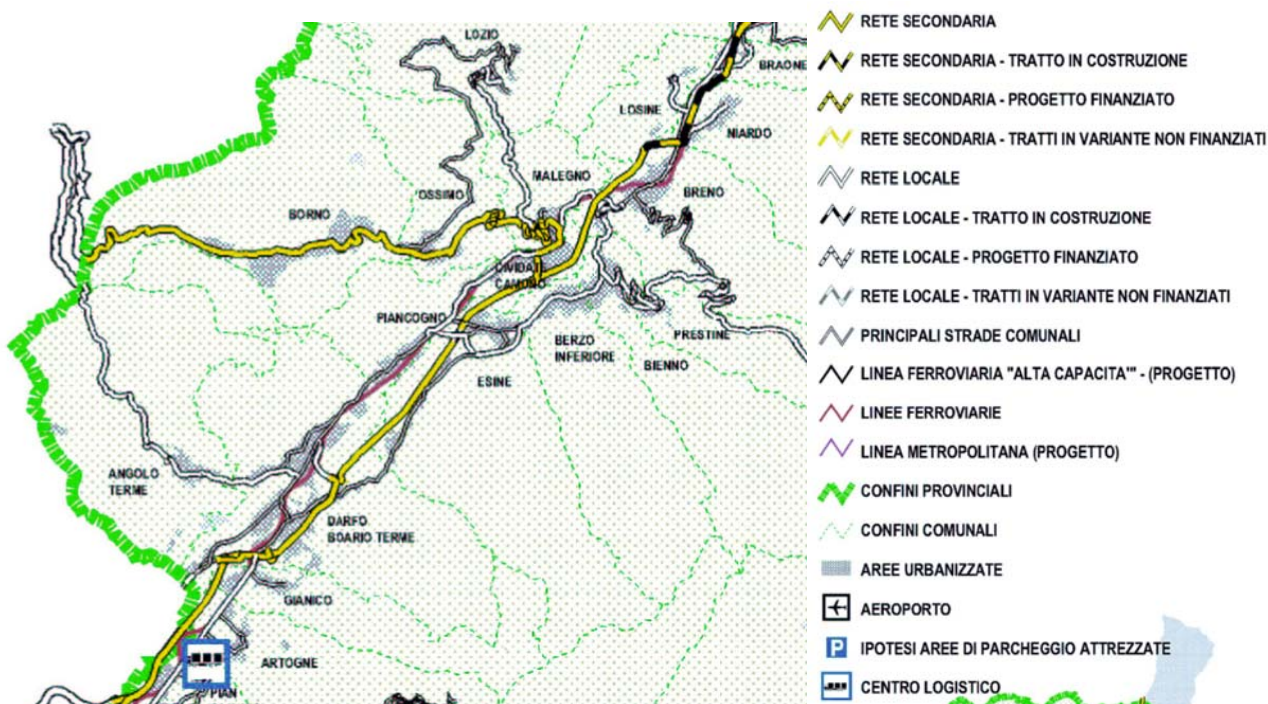 LOZIO
BRAONE
LOSINE
NIARDO
MALEGNO
OSSIMO
BRENO
BORNO
CIVIDATE
CAMUNO
PIANCOGNO
PRESTINE
BERZO
INFERIORE
BIENNO
ESINE
ANGOLO
TERME
DARFO
BOARIO TERME
GIANICO
ARTOGNE
PIAN
RETE SECONDARIA
RETE SECONDARIA - TRATTO IN COSTRUZIONE
RETE SECONDARIA - PROGETTO FINANZIATO
RETE SECONDARIA - TRATTI IN VARIANTE NON FINANZIATI
RETE LOCALE
RETE LOCALE - TRATTO IN COSTRUZIONE
RETE LOCALE - PROGETTO FINANZIATO
RETE LOCALE - TRATTI IN VARIANTE NON FINANZIATI
PRINCIPALI STRADE COMUNALI
LINEA FERROVIARIA "ALTA CAPACITA'" - (PROGETTO)
LINEE FERROVIARIE
LINEA METROPOLITANA (PROGETTO)
CONFINI PROVINCIALI
CONFINI COMUNALI
AREE URBANIZZATE
AEROPORTO
P IPOTESI AREE DI PARCHEGGIO ATTREZZATE
CENTRO LOGISTICO